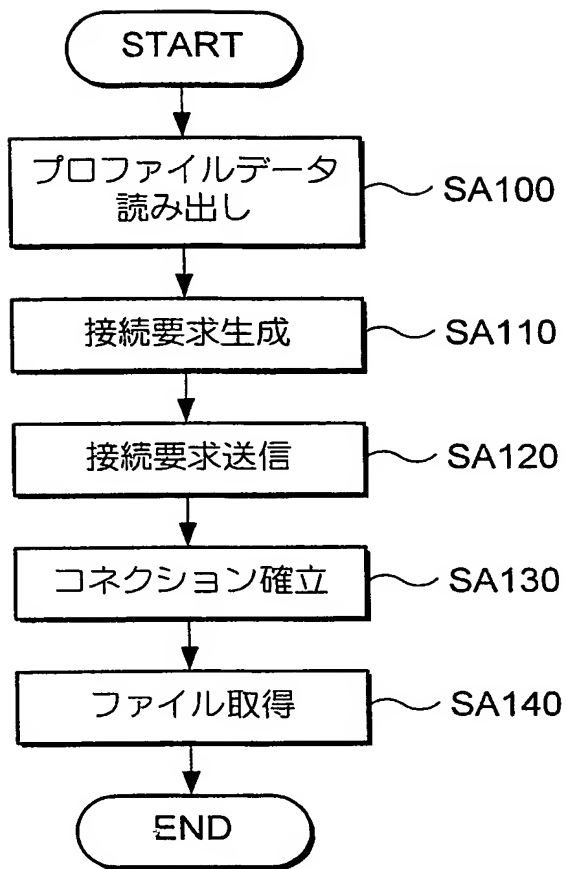 START
プロファイルデータ
読み出し
SA100
接続要求生成
SA110
接続要求送信
SA120
コネクション確立
SA130
ファイル取得
SA140
END